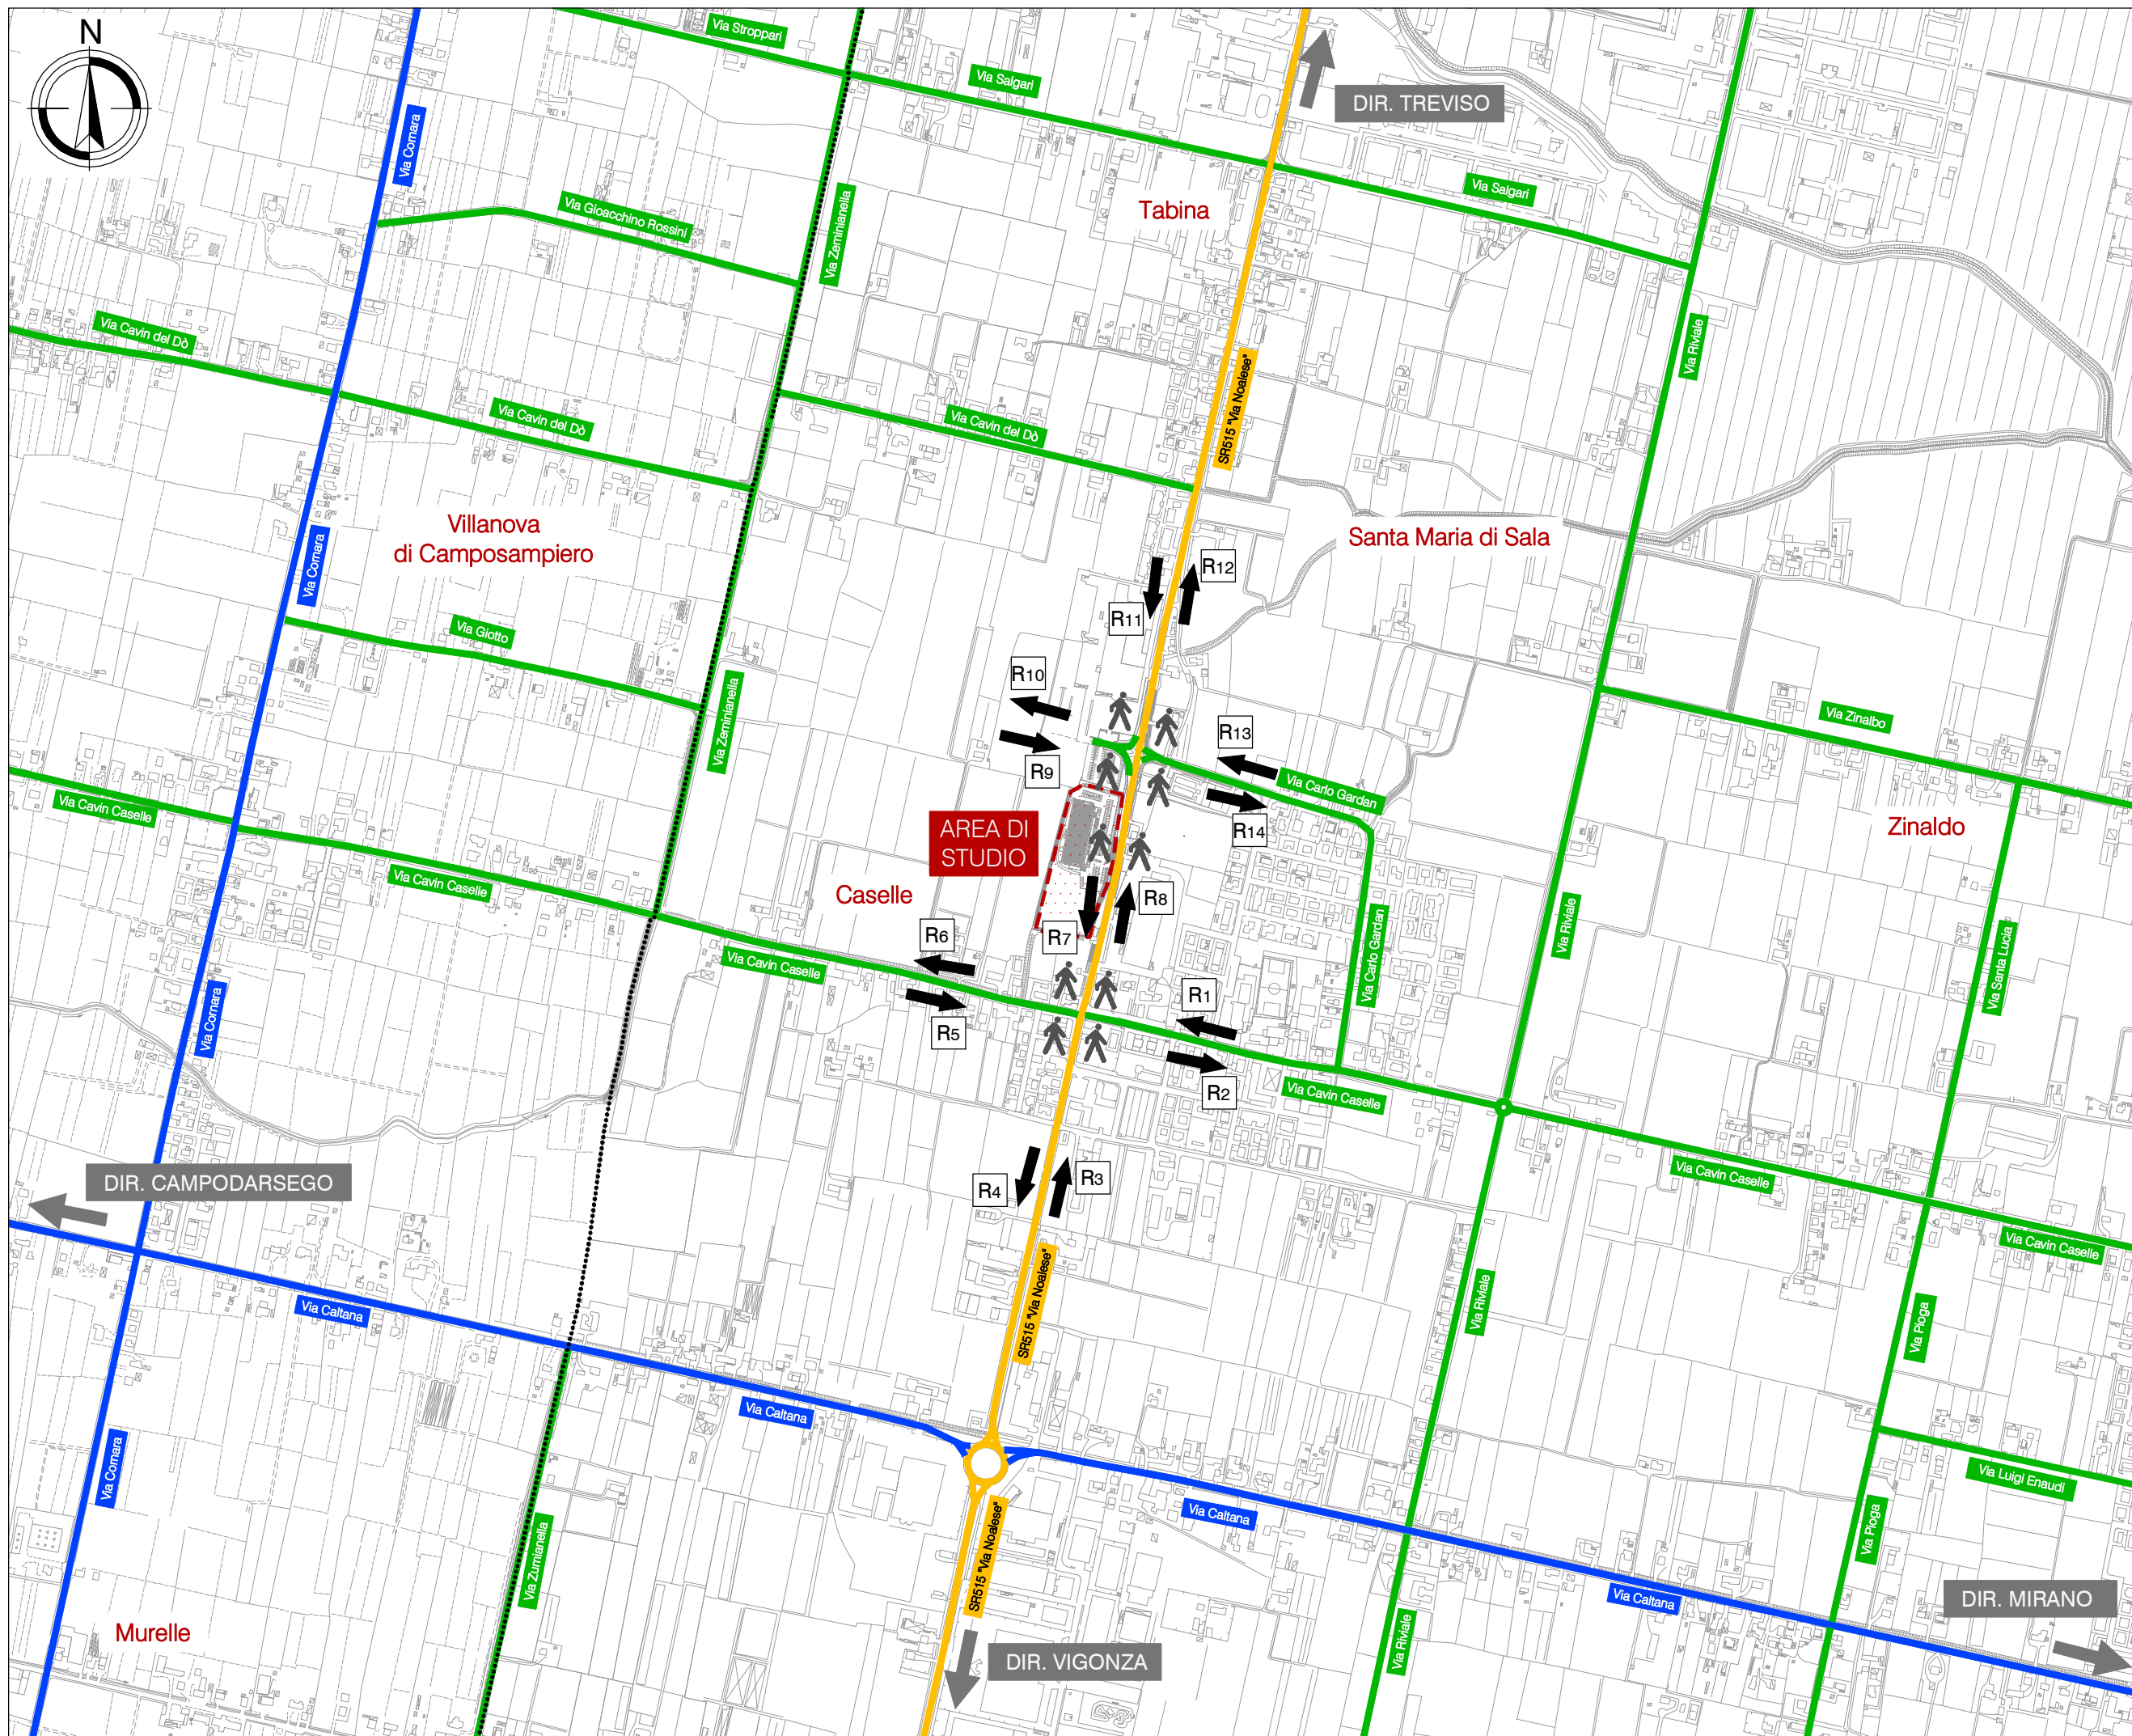 N
Via Stroppari
Via Salgari
DIR. TREVISO
Via Cornara
Via Salgari
Via Gioacchino Rossini
Via Zeminianella
Tabina
Via Cavin del Dò
Via Riviale
Via Cavin del Dò
Via Cavin del Dò
SR515 "Via Noalese"
Villanova
di Camposampiero
Santa Maria di Sala
Via Cornara
R12
R11
Via Giotto
R10
Via Zeminianella
Via Zinalbo
R13
R9
Via Carlo Gardan
Via Cavin Caselle
R14
AREA DI
STUDIO
Zinaldo
Via Cavin Caselle
Caselle
R8
Via Riviale
R6
R7
Via Carlo Gardan
Via Santa Lucia
Via Cavin Caselle
R1
Via Cornara
R5
R2
Via Cavin Caselle
DIR. CAMPODARSEGO
R4
R3
Via Cavin Caselle
Via Cavin Caselle
Via Caltana
SR515 "Via Noalese"
Via Riviale
Via Pioga
Via Caltana
Via Cornara
Via Luigi Enaudi
Via Caltana
Via Pioga
Via Zumianella
SR515 "Via Noalese"
Via Caltana
DIR. MIRANO
Murelle
Via Riviale
DIR. VIGONZA